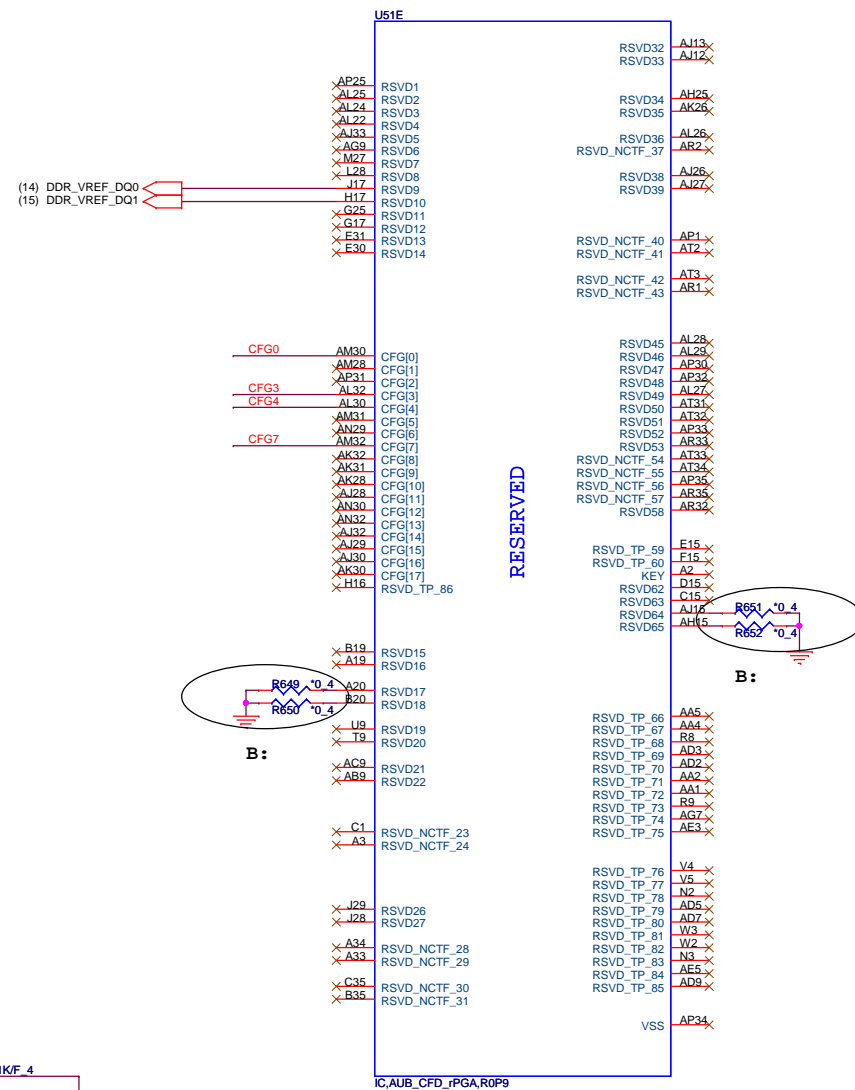 U51E
AP25 RSVD1
AL25 RSVD2
AL24 RSVD3
AL22 RSVD4
AJ33 RSVD5
AG9 RSVD6
M27 RSVD7
L28 RSVD8
(14) DDR_VREF_DQ0 J17 RSVD9
(15) DDR_VREF_DQ1 H17 RSVD10
G25 RSVD11
G17 RSVD12
E31 RSVD13
E30 RSVD14
CFG0 AM30 CFG[0]
AM28 CFG[1]
AP31 CFG[2]
CFG3 AL32 CFG[3]
CFG4 AL30 CFG[4]
AM31 CFG[5]
AN29 CFG[6]
CFG7 AM32 CFG[7]
AK32 CFG[8]
AK31 CFG[9]
AK28 CFG[10]
AJ28 CFG[11]
AN30 CFG[12]
AN32 CFG[13]
AJ32 CFG[14]
AJ29 CFG[15]
AJ30 CFG[16]
AK30 CFG[17]
H16 RSVD_TP_86
B19 RSVD15
A19 RSVD16
R649 *0_4 A20 RSVD17
R650 *0_4 B20 RSVD18
B:
U9 RSVD19
T9 RSVD20
AC9 RSVD21
AB9 RSVD22
C1 RSVD_NCTF_23
A3 RSVD_NCTF_24
J29 RSVD26
J28 RSVD27
A34 RSVD_NCTF_28
A33 RSVD_NCTF_29
C35 RSVD_NCTF_30
B35 RSVD_NCTF_31
RESERVED
RSVD32 AJ13
RSVD33 AJ12
RSVD34 AH25
RSVD35 AK26
RSVD36 AL26
RSVD_NCTF_37 AR2
RSVD38 AJ26
RSVD39 AJ27
RSVD_NCTF_40 AP1
RSVD_NCTF_41 AT2
RSVD_NCTF_42 AT3
RSVD_NCTF_43 AR1
RSVD45 AL28
RSVD46 AL29
RSVD47 AP30
RSVD48 AP32
RSVD49 AL27
RSVD50 AT31
RSVD51 AT32
RSVD52 AP33
RSVD53 AR33
RSVD_NCTF_54 AT33
RSVD_NCTF_55 AT34
RSVD_NCTF_56 AP35
RSVD_NCTF_57 AR35
RSVD58 AR32
RSVD_TP_59 E15
RSVD_TP_60 F15
KEY A2
RSVD62 D15
RSVD63 C15
RSVD64 AJ15 R651 *0_4
RSVD65 AH15 R652 *0_4
B:
RSVD_TP_66 AA5
RSVD_TP_67 AA4
RSVD_TP_68 R8
RSVD_TP_69 AD3
RSVD_TP_70 AD2
RSVD_TP_71 AA2
RSVD_TP_72 AA1
RSVD_TP_73 R9
RSVD_TP_74 AG7
RSVD_TP_75 AE3
RSVD_TP_76 V4
RSVD_TP_77 V5
RSVD_TP_78 N2
RSVD_TP_79 AD5
RSVD_TP_80 AD7
RSVD_TP_81 W3
RSVD_TP_82 W2
RSVD_TP_83 N3
RSVD_TP_84 AE5
RSVD_TP_85 AD9
VSS AP34
K/F_4
IC,AUB_CFD_rPGA,R0P9